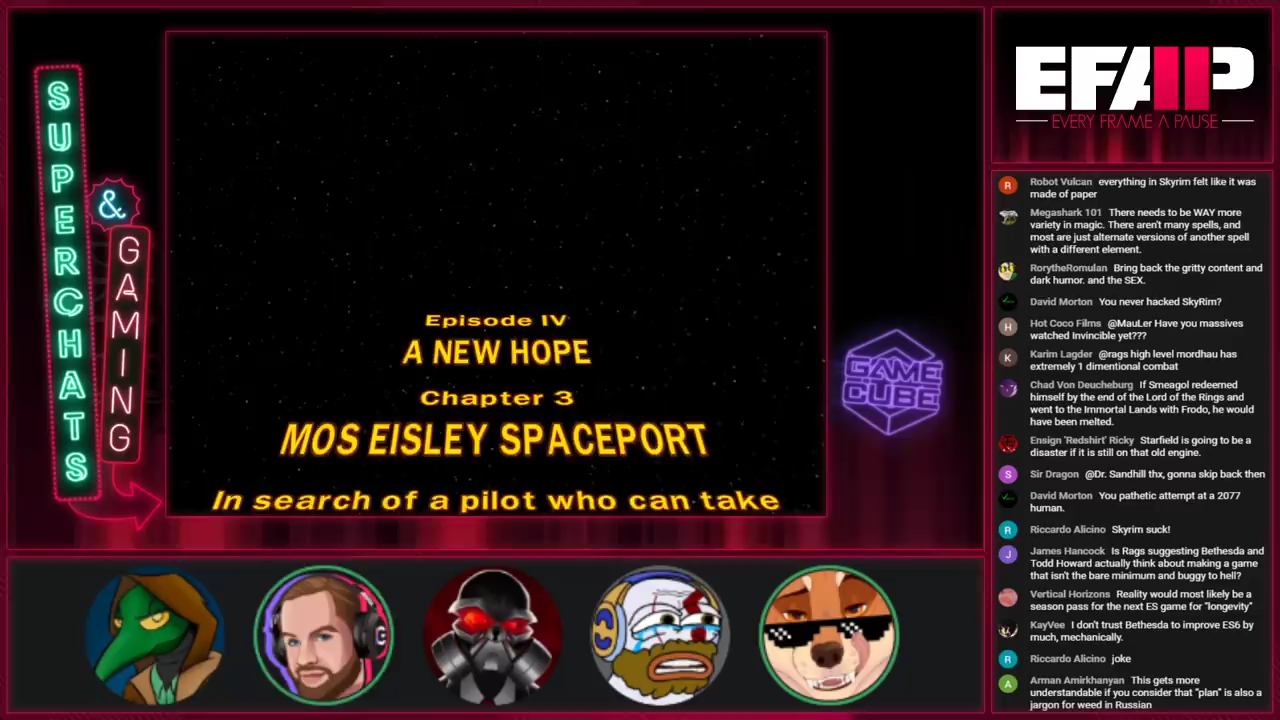 SUPERCHATS
&
GAMING
Episode IV
A NEW HOPE
Chapter 3
MOS EISLEY SPACEPORT
In search of a pilot who can take
GAME
CUBE
EFAP
EVERY FRAME A PAUSE
R Robot Vulcan everything in Skyrim felt like it was
made of paper
Megashark 101 There needs to be WAY more
variety in magic. There aren't many spells, and
most are just alternate versions of another spell
with a different element.
RorytheRomulan Bring back the gritty content and
dark humor. and the SEX.
David Morton You never hacked SkyRim?
H Hot Coco Films @MauLer Have you massives
watched Invincible yet???
K Karim Lagder @rags high level mordhau has
extremely 1 dimentional combat
Chad Von Deucheburg If Smeagol redeemed
himself by the end of the Lord of the Rings and
went to the Immortal Lands with Frodo, he would
have been melted.
Ensign 'Redshirt' Ricky Starfield is going to be a
disaster if it is still on that old engine.
S Sir Dragon @Dr. Sandhill thx, gonna skip back then
David Morton You pathetic attempt at a 2077
human.
R Riccardo Alicino Skyrim suck!
J James Hancock Is Rags suggesting Bethesda and
Todd Howard actually think about making a game
that isn't the bare minimum and buggy to hell?
Vertical Horizons Reality would most likely be a
season pass for the next ES game for "longevity"
KayVee I don't trust Bethesda to improve ES6 by
much, mechanically.
R Riccardo Alicino joke
A Arman Amirkhanyan This gets more
understandable if you consider that "plan" is also a
jargon for weed in Russian